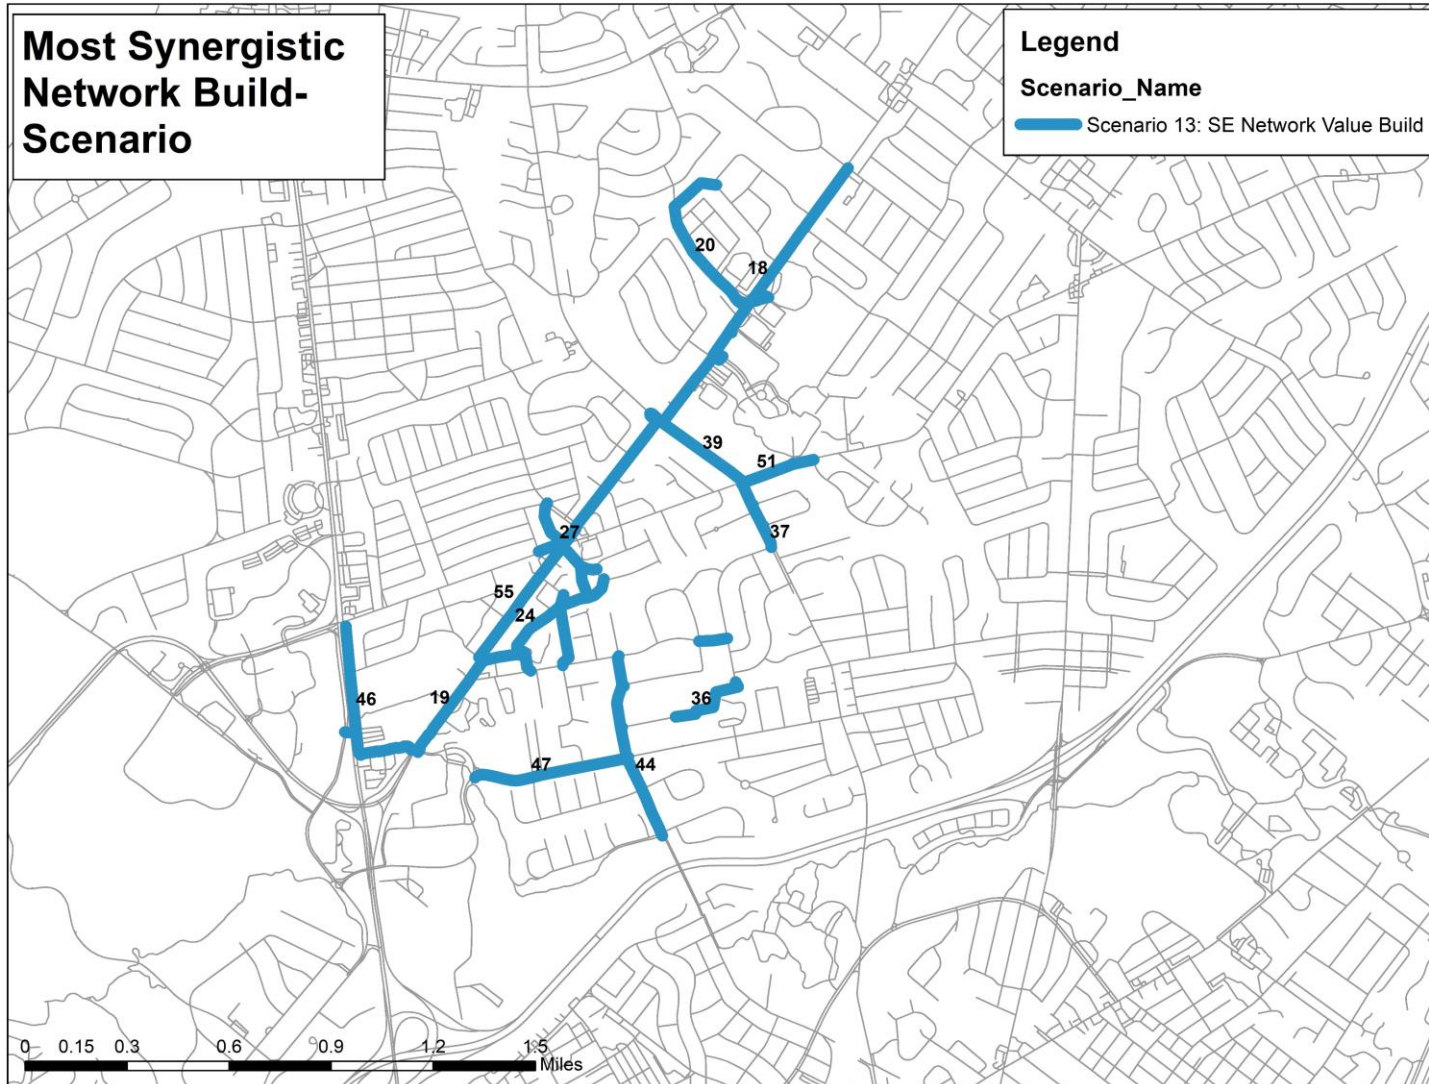 Most Synergistic
Network Build-
Scenario
Legend
Scenario_Name
Scenario 13: SE Network Value Build
20
18
39
51
37
27
55
24
46
19
36
47
44
0 0.15 0.3 0.6 0.9 1.2 1.5
Miles